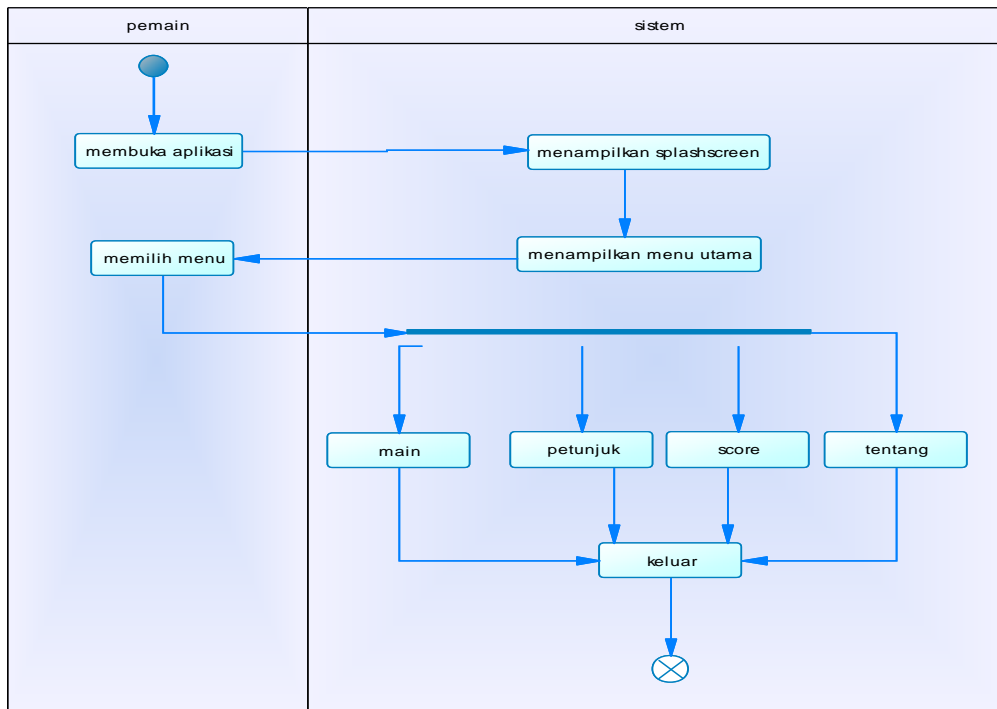 pemain
sistem
membuka aplikasi
menampilkan splashscreen
memilih menu
menampilkan menu utama
main
petunjuk
score
tentang
keluar